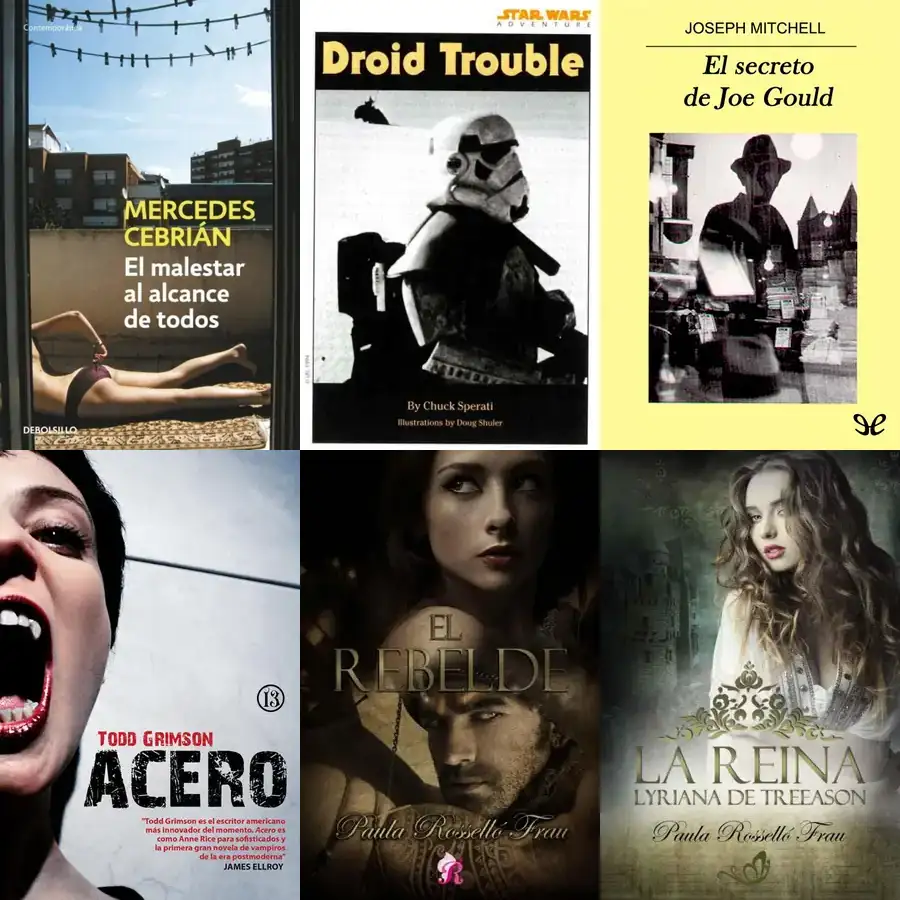 Contemporánea
MERCEDES
CEBRIÁN
El malestar
al alcance
de todos
DEBOLSILLO
STAR WARS
ADVENTURE
Droid Trouble
By Chuck Sperati
Illustrations by Doug Shuler
JOSEPH MITCHELL
El secreto
de Joe Gould
13
TODD GRIMSON
ACERO
"Todd Grimson es el escritor americano
más innovador del momento. Acero es
como Anne Rice para sofisticados y
la primera gran novela de vampiros
de la era postmoderna"
JAMES ELLROY
EL
REBELDE
Paula Rosselló Frau
R
LA REINA
LYRIANA DE TREEASON
Paula Rosselló Frau